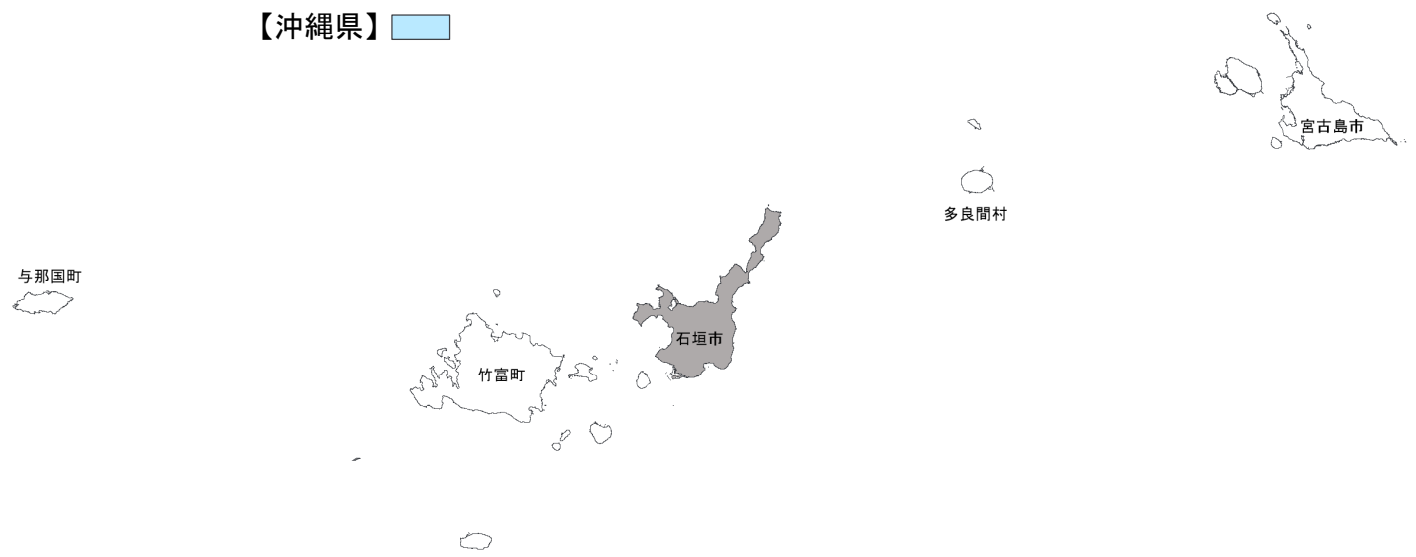 【沖縄県】
宮古島市
多良間村
与那国町
石垣市
竹富町